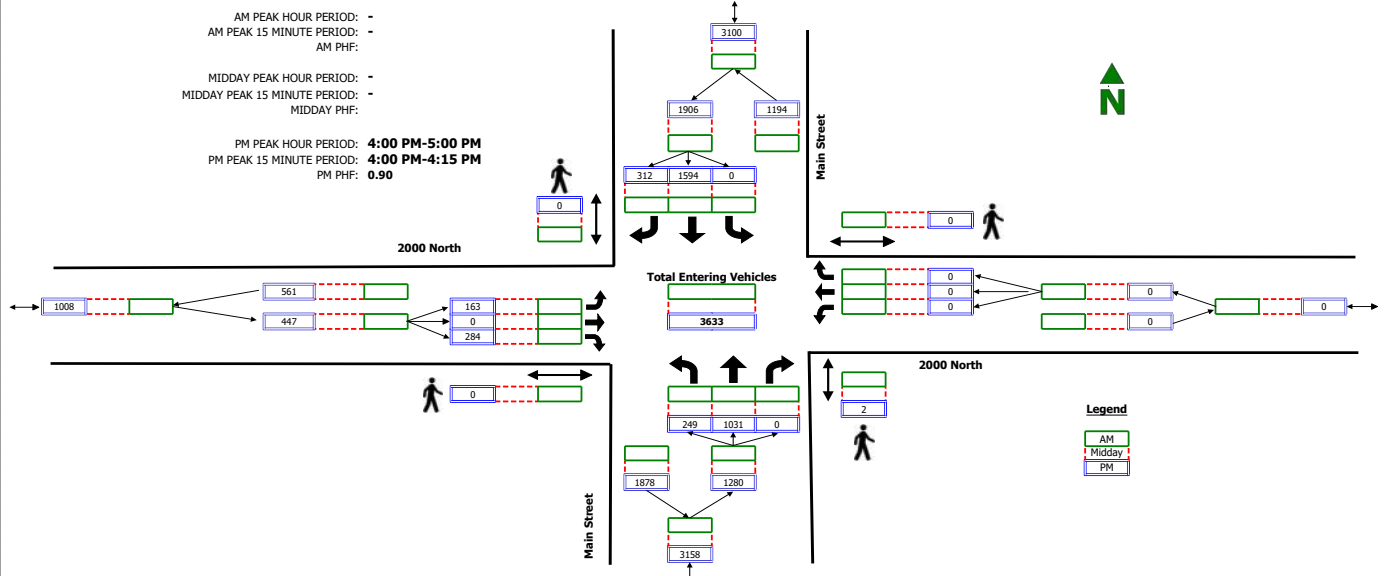 AM PEAK HOUR PERIOD: -
AM PEAK 15 MINUTE PERIOD: -
AM PHF:
MIDDAY PEAK HOUR PERIOD: -
MIDDAY PEAK 15 MINUTE PERIOD: -
MIDDAY PHF:
PM PEAK HOUR PERIOD: 4:00 PM-5:00 PM
PM PEAK 15 MINUTE PERIOD: 4:00 PM-4:15 PM
PM PHF: 0.90
3100
1906 1194
312 1594 0
Main Street
N
0
0
2000 North
Total Entering Vehicles
3633
1008
561
447
163
0
284
0
0
0
0
0
0
2000 North
0
2
249 1031 0
1878 1280
3158
Main Street
Legend
AM
Midday
PM